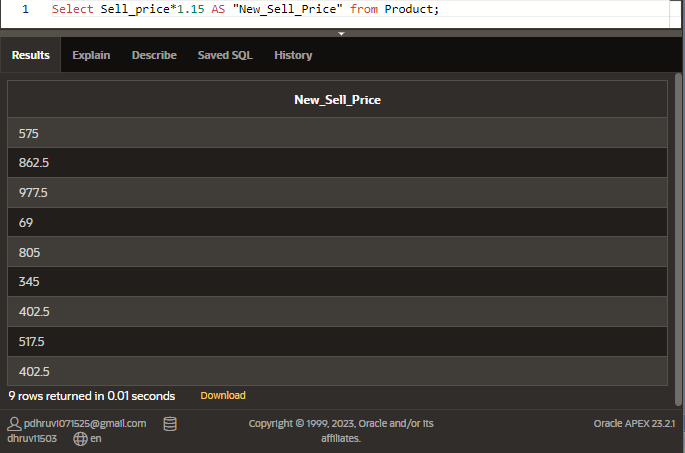 1 Select Sell_price*1.15 AS "New_Sell_Price" from Product;
Results Explain Describe Saved SQL History
New_Sell_Price
575
862.5
977.5
69
805
345
402.5
517.5
402.5
9 rows returned in 0.01 seconds Download
pdhruvi071525@gmail.com
dhruvi1503 en
Copyright © 1999, 2023, Oracle and/or its
affiliates.
Oracle APEX 23.2.1